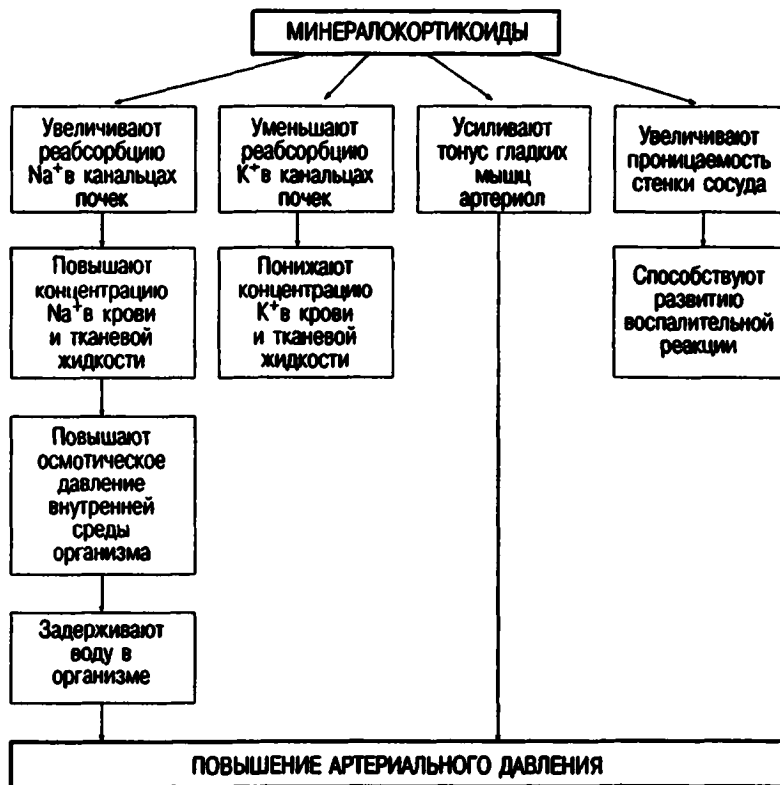 МИНЕРАЛОКОРТИКОИДЫ
Увеличивают
реабсорбцию
Na⁺ в канальцах
почек
Уменьшают
реабсорбцию
K⁺ в канальцах
почек
Усиливают
тонус гладких
мышц
артериол
Увеличивают
проницаемость
стенки сосуда
Повышают
концентрацию
Na⁺ в крови
и тканевой
жидкости
Понижают
концентрацию
K⁺ в крови
и тканевой
жидкости
Способствуют
развитию
воспалительной
реакции
Повышают
осмотическое
давление
внутренней
среды
организма
Задерживают
воду в
организме
ПОВЫШЕНИЕ АРТЕРИАЛЬНОГО ДАВЛЕНИЯ